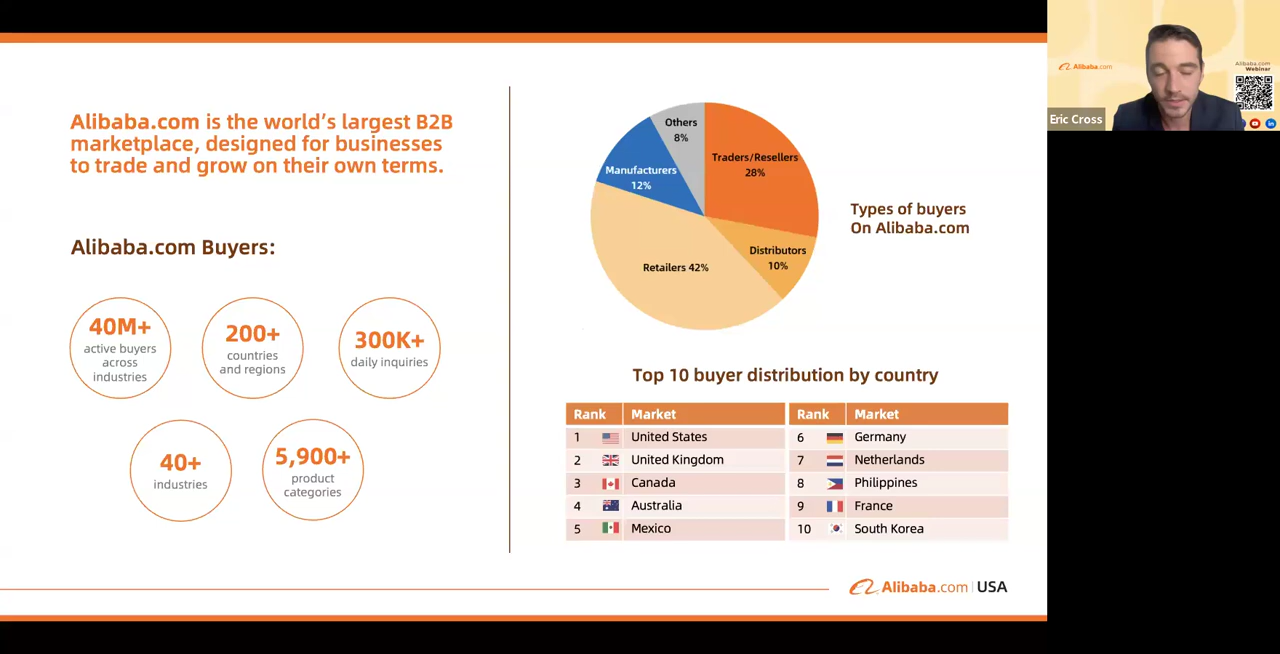 Alibaba.com is the world's largest B2B
marketplace, designed for businesses
to trade and grow on their own terms.
Alibaba.com Buyers:
40M+
active buyers
across
industries
200+
countries
and regions
300K+
daily inquiries
40+
industries
5,900+
product
categories
Others
8%
Traders/Resellers
28%
Manufacturers
12%
Distributors
10%
Retailers 42%
Types of buyers
On Alibaba.com
Top 10 buyer distribution by country
Rank Market Rank Market
1 United States 6 Germany
2 United Kingdom 7 Netherlands
3 Canada 8 Philippines
4 Australia 9 France
5 Mexico 10 South Korea
Alibaba.com | USA
Alibaba.com
Alibaba.com
Webinar
Eric Cross